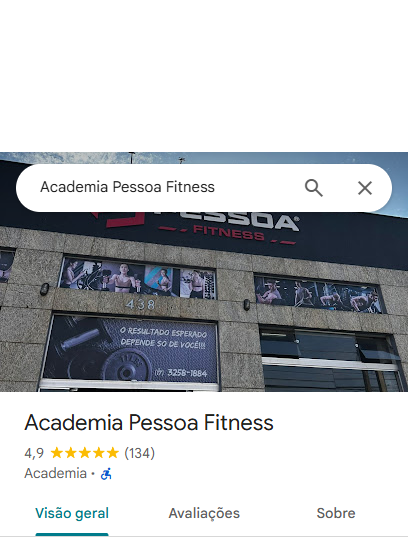 Academia Pessoa Fitness
PESSOA
FITNESS
438
O RESULTADO ESPERADO
DEPENDE SÓ DE VOCÊ!!!
3258-1884
Academia Pessoa Fitness
4,9 (134)
Academia ·
Visão geral
Avaliações
Sobre